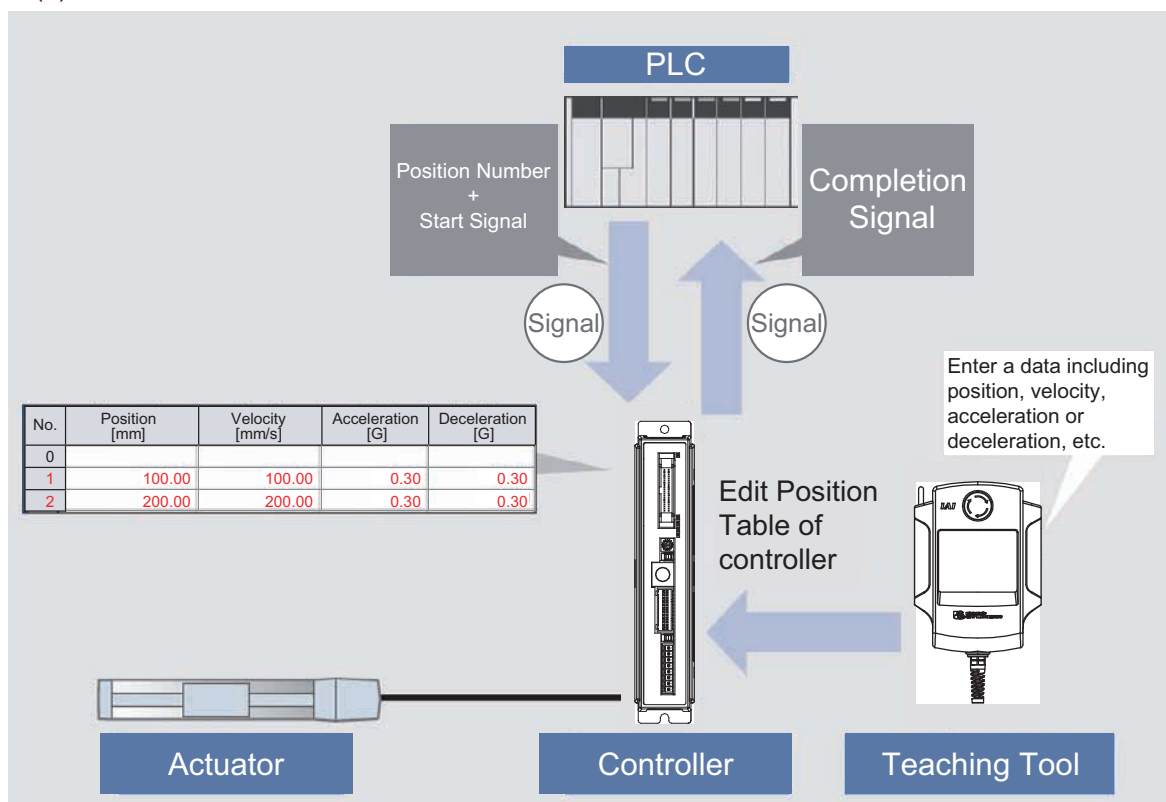 PLC
Position Number
+
Start Signal
Completion
Signal
Signal
Signal
Enter a data including
position, velocity,
acceleration or
deceleration, etc.
No. Position [mm] Velocity [mm/s] Acceleration [G] Deceleration [G]
0
1 100.00 100.00 0.30 0.30
2 200.00 200.00 0.30 0.30
Edit Position
Table of
controller
IAI
Actuator
Controller
Teaching Tool